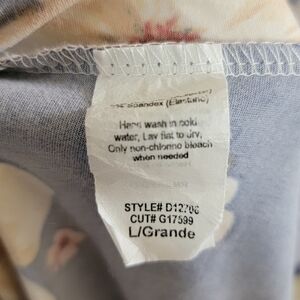 Spandex (Elastane)
Hand wash in cold
water, Lay flat to dry,
Only non-chlorine bleach
when needed
STYLE# D12706
CUT# G17599
L/Grande